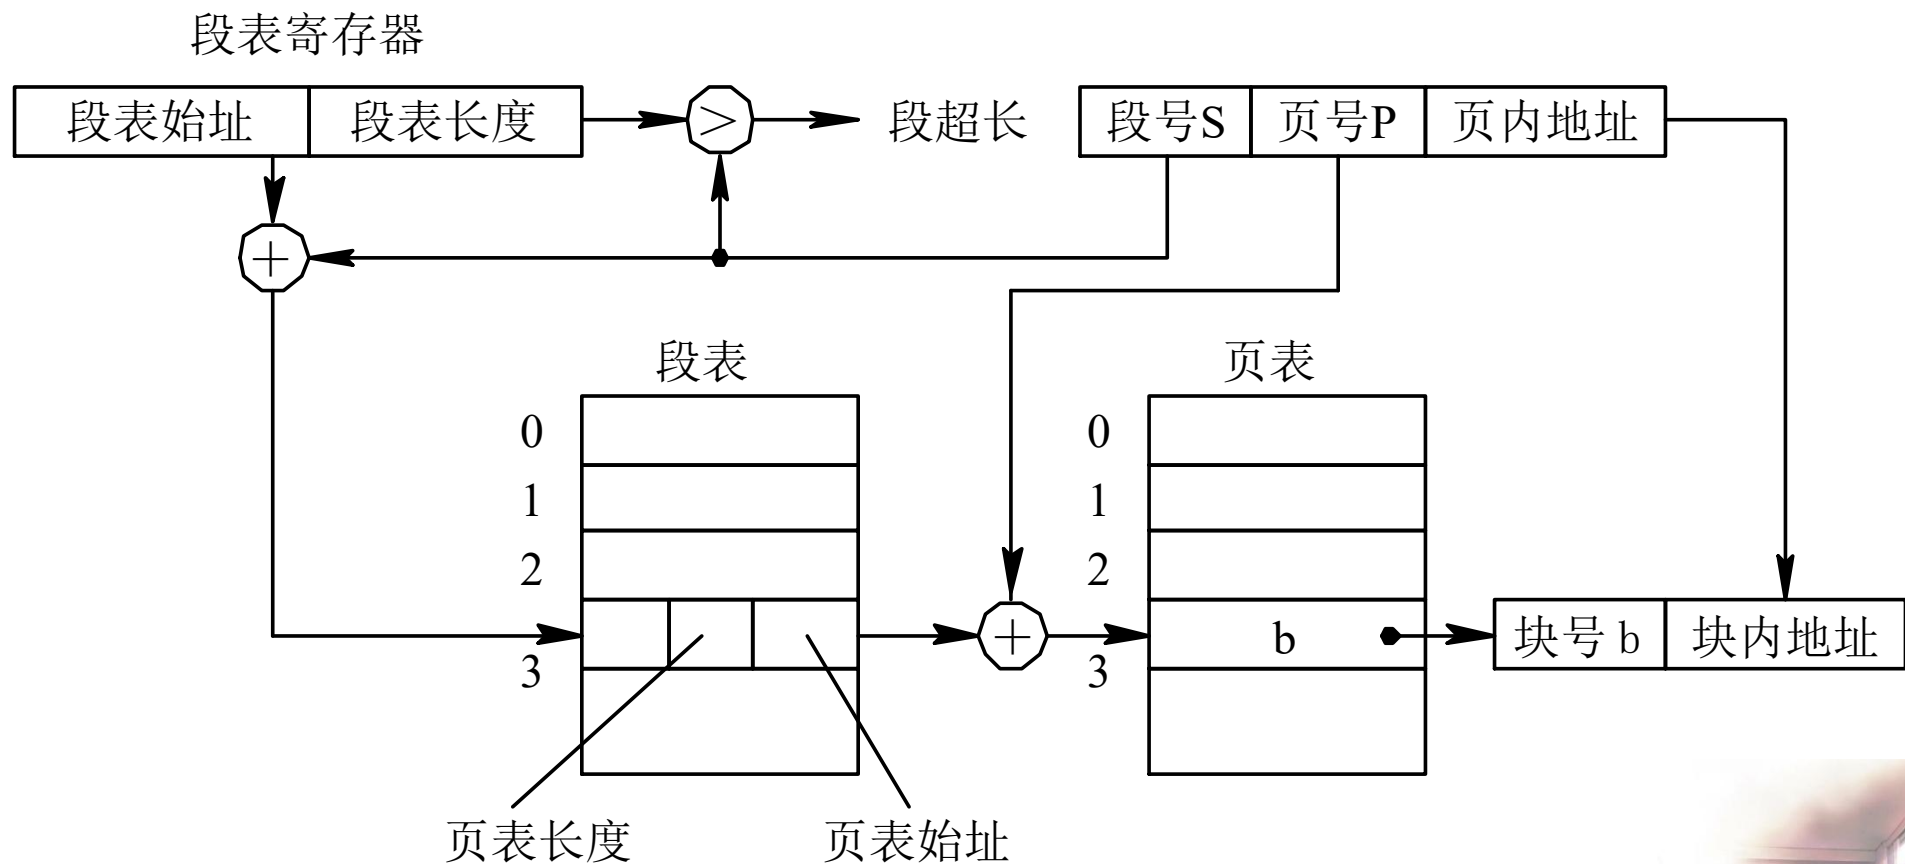 段表寄存器
段表始址 段表长度 > 段超长 段号S 页号P 页内地址
+
段表 页表
0 0
1 1
2 2
+ b 块号 b 块内地址
3 3
页表长度 页表始址